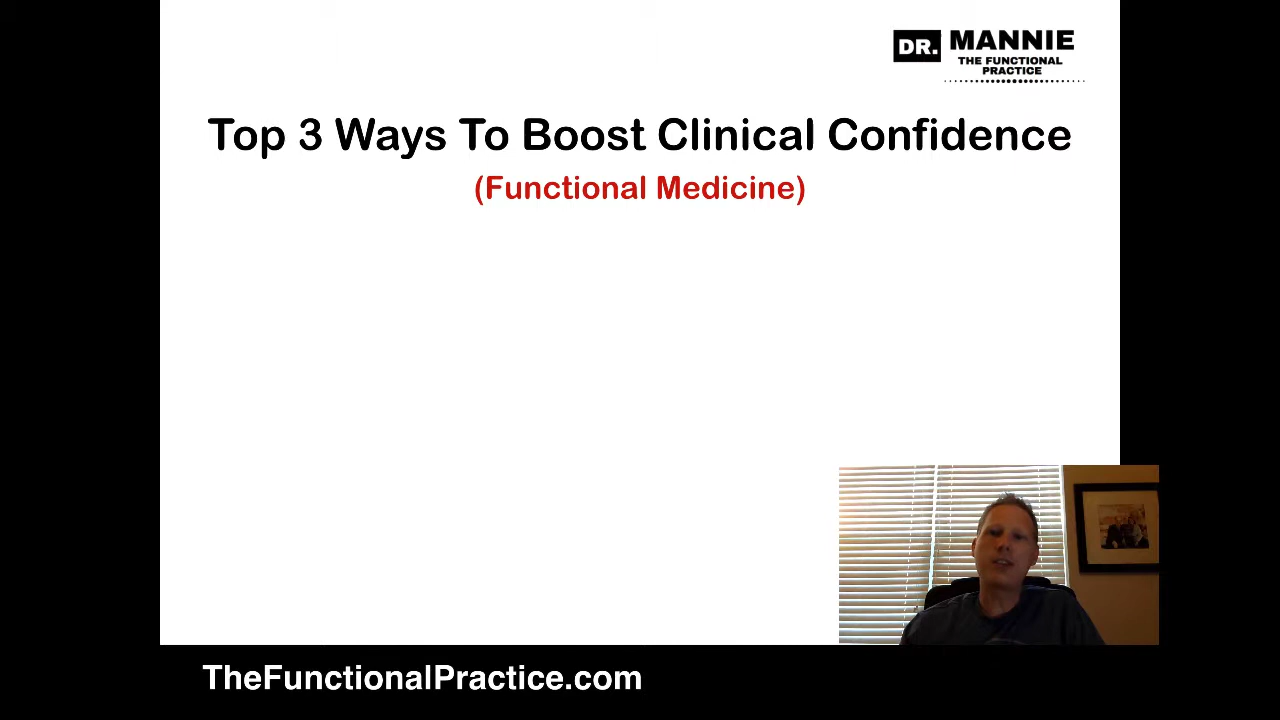 DR. MANNIE
THE FUNCTIONAL
PRACTICE
Top 3 Ways To Boost Clinical Confidence
(Functional Medicine)
TheFunctionalPractice.com